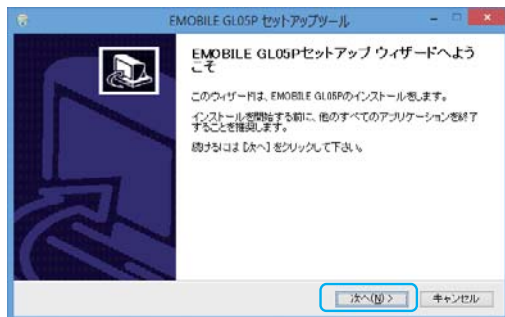 EMOBILE GL05P セットアップツール
EMOBILE GL05Pセットアップ ウィザードへよう
こそ
このウィザードは、EMOBILE GL05Pのインストールをします。
インストールを開始する前に、他のすべてのアプリケーションを終了
することを推奨します。
続けるには [次へ] をクリックして下さい。
次へ(N) >
キャンセル